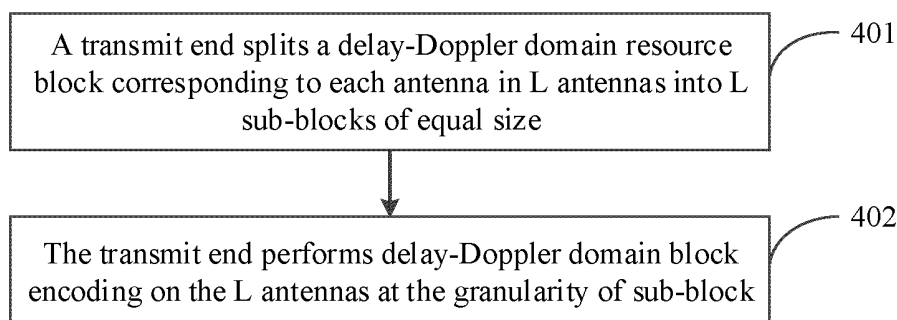 A transmit end splits a delay-Doppler domain resource
block corresponding to each antenna in L antennas into L
sub-blocks of equal size
401
The transmit end performs delay-Doppler domain block
encoding on the L antennas at the granularity of sub-block
402